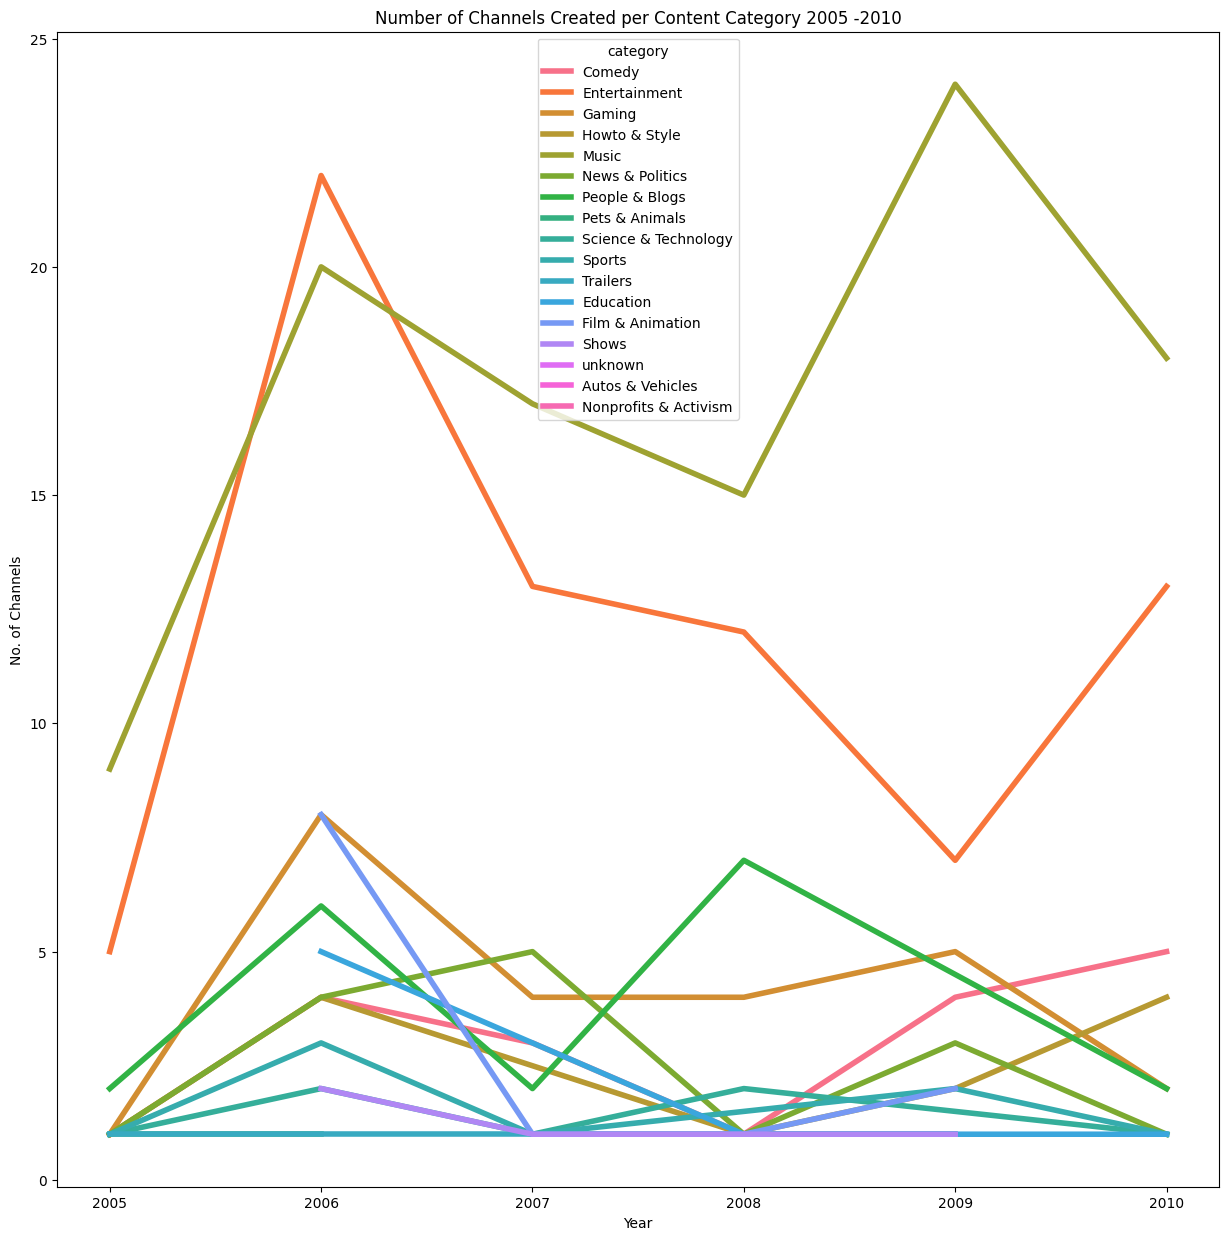 Number of Channels Created per Content Category 2005 -2010
25
20
15
10
5
0
No. of Channels
category
Comedy
Entertainment
Gaming
Howto & Style
Music
News & Politics
People & Blogs
Pets & Animals
Science & Technology
Sports
Trailers
Education
Film & Animation
Shows
unknown
Autos & Vehicles
Nonprofits & Activism
2005 2006 2007 2008 2009 2010
Year